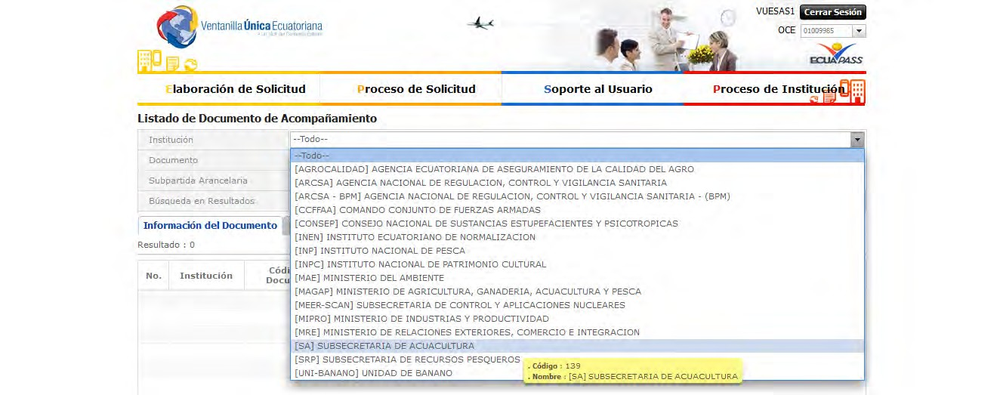 VUESAS1 Cerrar Sesión
Ventanilla Única Ecuatoriana
OCE 01009985
ECUAPASS
Elaboración de Solicitud Proceso de Solicitud Soporte al Usuario Proceso de Institución
Listado de Documento de Acompañamiento
Institución --Todo--
Documento
Subpartida Arancelaria
Búsqueda en Resultados
--Todo--
[AGROCALIDAD] AGENCIA ECUATORIANA DE ASEGURAMIENTO DE LA CALIDAD DEL AGRO
[ARCSA] AGENCIA NACIONAL DE REGULACION, CONTROL Y VIGILANCIA SANITARIA
[ARCSA - BPM] AGENCIA NACIONAL DE REGULACION, CONTROL Y VIGILANCIA SANITARIA - (BPM)
[CCFFAA] COMANDO CONJUNTO DE FUERZAS ARMADAS
[CONSEP] CONSEJO NACIONAL DE SUSTANCIAS ESTUPEFACIENTES Y PSICOTROPICAS
[INEN] INSTITUTO ECUATORIANO DE NORMALIZACION
[INP] INSTITUTO NACIONAL DE PESCA
[INPC] INSTITUTO NACIONAL DE PATRIMONIO CULTURAL
[MAE] MINISTERIO DEL AMBIENTE
[MAGAP] MINISTERIO DE AGRICULTURA, GANADERIA, ACUACULTURA Y PESCA
[MEER-SCAN] SUBSECRETARIA DE CONTROL Y APLICACIONES NUCLEARES
[MIPRO] MINISTERIO DE INDUSTRIAS Y PRODUCTIVIDAD
[MRE] MINISTERIO DE RELACIONES EXTERIORES, COMERCIO E INTEGRACION
[SA] SUBSECRETARIA DE ACUACULTURA
[SRP] SUBSECRETARIA DE RECURSOS PESQUEROS
[UNI-BANANO] UNIDAD DE BANANO
. Código : 139
. Nombre : [SA] SUBSECRETARIA DE ACUACULTURA
Información del Documento
Resultado : 0
No. Institución Códi
Docu